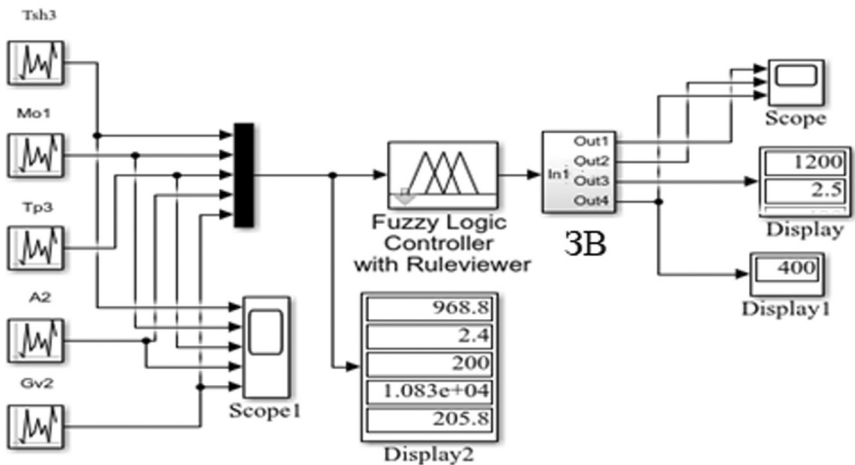 Tsh3
Mo1
Tp3
A2
Gv2
Scope1
Fuzzy Logic
Controller
with Ruleviewer
968.8
2.4
200
1.083e+04
205.8
Display2
In1
Out1
Out2
Out3
Out4
3B
Scope
1200
2.5
Display
400
Display1